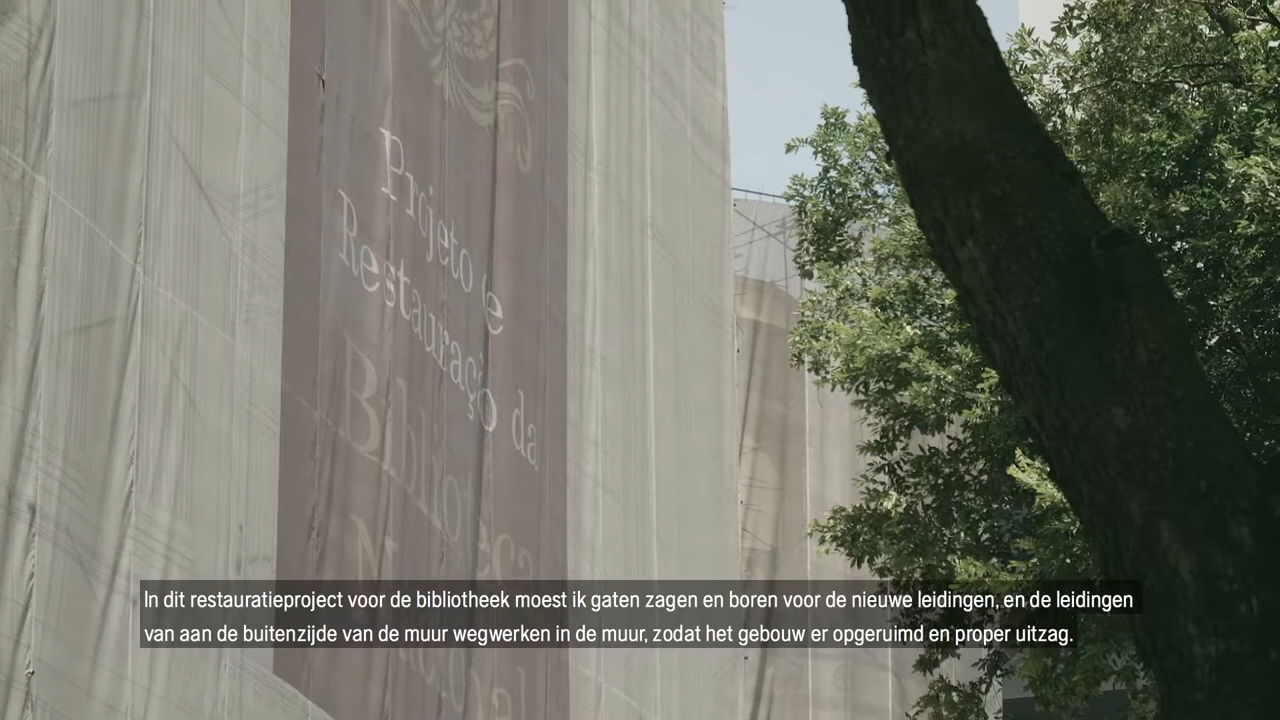 Projeto e
Restauração da
Biblioteca
Nacional
In dit restauratieproject voor de bibliotheek moest ik gaten zagen en boren voor de nieuwe leidingen, en de leidingen
van aan de buitenzijde van de muur wegwerken in de muur, zodat het gebouw er opgeruimd en proper uitzag.